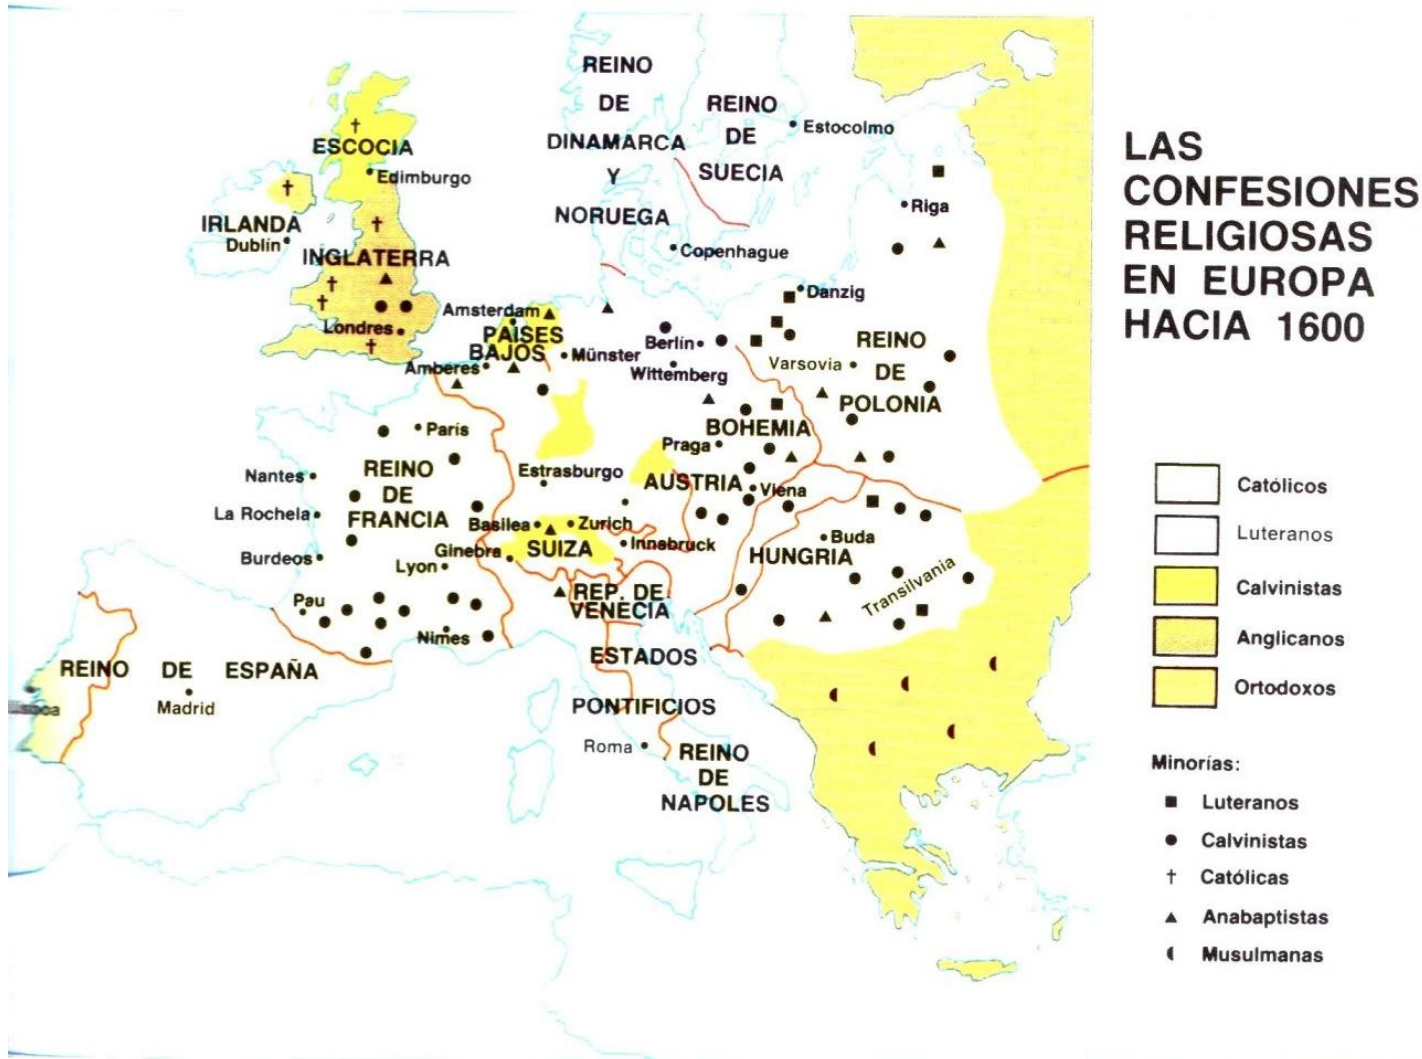 LAS
CONFESIONES
RELIGIOSAS
EN EUROPA
HACIA 1600
REINO
DE
DINAMARCA
Y
NORUEGA
REINO
DE
SUECIA
Estocolmo
ESCOCIA
Edimburgo
Riga
IRLANDA
Dublín
INGLATERRA
Londres
Copenhague
Danzig
Amsterdam
PAISES
BAJOS
Amberes
Münster
Berlín
Wittemberg
Varsovia
REINO
DE
POLONIA
BOHEMIA
Praga
París
Nantes
REINO
DE
FRANCIA
Estrasburgo
AUSTRIA
Viena
La Rochela
Basilea
Zurich
SUIZA
Innsbruck
Ginebra
Burdeos
Lyon
Buda
HUNGRIA
Transilvania
Pau
Nimes
REP. DE
VENECIA
ESTADOS
PONTIFICIOS
REINO DE ESPAÑA
Madrid
Roma
REINO
DE
NAPOLES
Católicos
Luteranos
Calvinistas
Anglicanos
Ortodoxos
Minorías:
Luteranos
Calvinistas
Católicas
Anabaptistas
Musulmanas